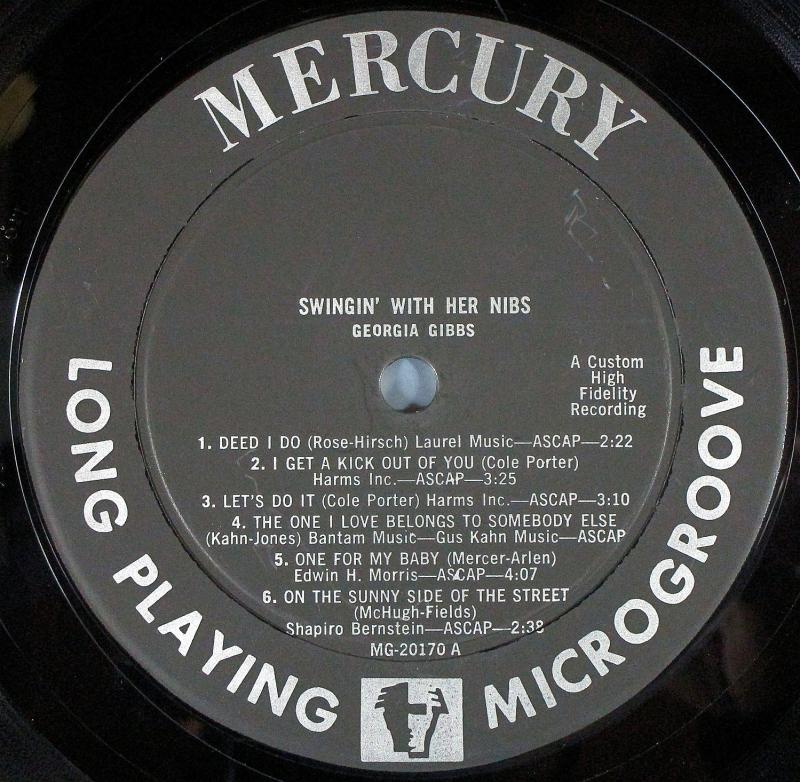 MERCURY
SWINGIN' WITH HER NIBS
GEORGIA GIBBS
A Custom
High
Fidelity
Recording
1. DEED I DO (Rose-Hirsch) Laurel Music—ASCAP—2:22
2. I GET A KICK OUT OF YOU (Cole Porter)
Harms Inc.—ASCAP—3:25
3. LET'S DO IT (Cole Porter) Harms Inc.—ASCAP—3:10
4. THE ONE I LOVE BELONGS TO SOMEBODY ELSE
(Kahn-Jones) Bantam Music—Gus Kahn Music—ASCAP
5. ONE FOR MY BABY (Mercer-Arlen)
Edwin H. Morris—ASCAP—4:07
6. ON THE SUNNY SIDE OF THE STREET
(McHugh-Fields)
Shapiro Bernstein—ASCAP—2:38
MG-20170 A
LONG PLAYING MICROGROOVE